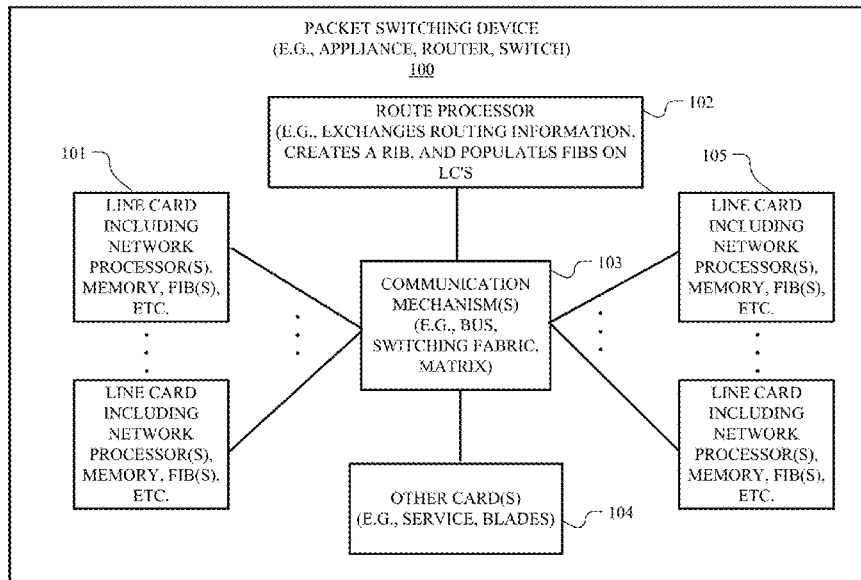 PACKET SWITCHING DEVICE
(E.G., APPLIANCE, ROUTER, SWITCH)
100
ROUTE PROCESSOR
(E.G., EXCHANGES ROUTING INFORMATION,
CREATES A RIB, AND POPULATES FIBS ON
LC'S
102
101
LINE CARD
INCLUDING
NETWORK
PROCESSOR(S).
MEMORY, FIB(S),
ETC.
LINE CARD
INCLUDING
NETWORK
PROCESSOR(S),
MEMORY, FIB(S),
ETC.
COMMUNICATION
MECHANISM(S)
(E.G., BUS,
SWITCHING FABRIC,
MATRIX)
103
OTHER CARD(S)
(E.G., SERVICE, BLADES)
104
105
LINE CARD
INCLUDING
NETWORK
PROCESSOR(S),
MEMORY, FIB(S),
ETC.
LINE CARD
INCLUDING
NETWORK
PROCESSOR(S),
MEMORY, FIB(S),
ETC.